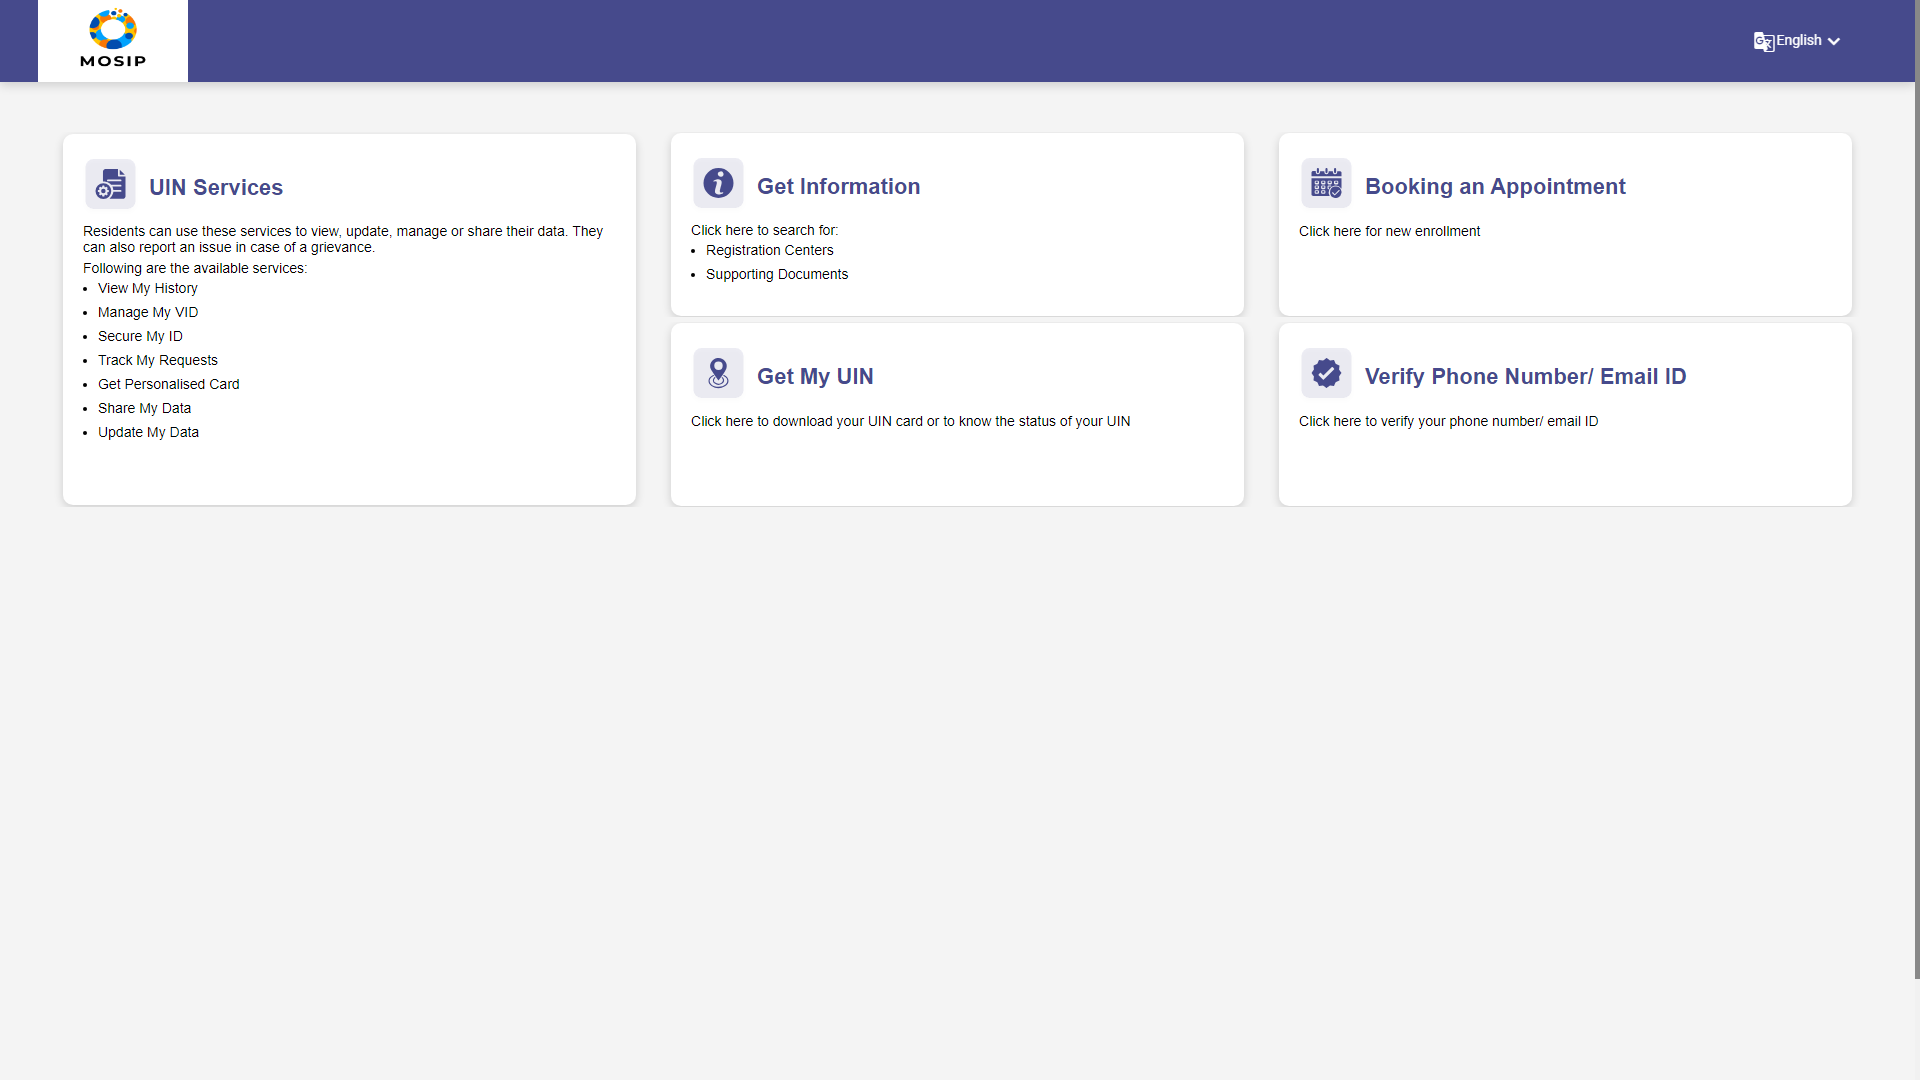 MOSIP
English
UIN Services
Residents can use these services to view, update, manage or share their data. They
can also report an issue in case of a grievance.
Following are the available services:
• View My History
• Manage My VID
• Secure My ID
• Track My Requests
• Get Personalised Card
• Share My Data
• Update My Data
Get Information
Click here to search for:
• Registration Centers
• Supporting Documents
Booking an Appointment
Click here for new enrollment
Get My UIN
Click here to download your UIN card or to know the status of your UIN
Verify Phone Number/ Email ID
Click here to verify your phone number/ email ID